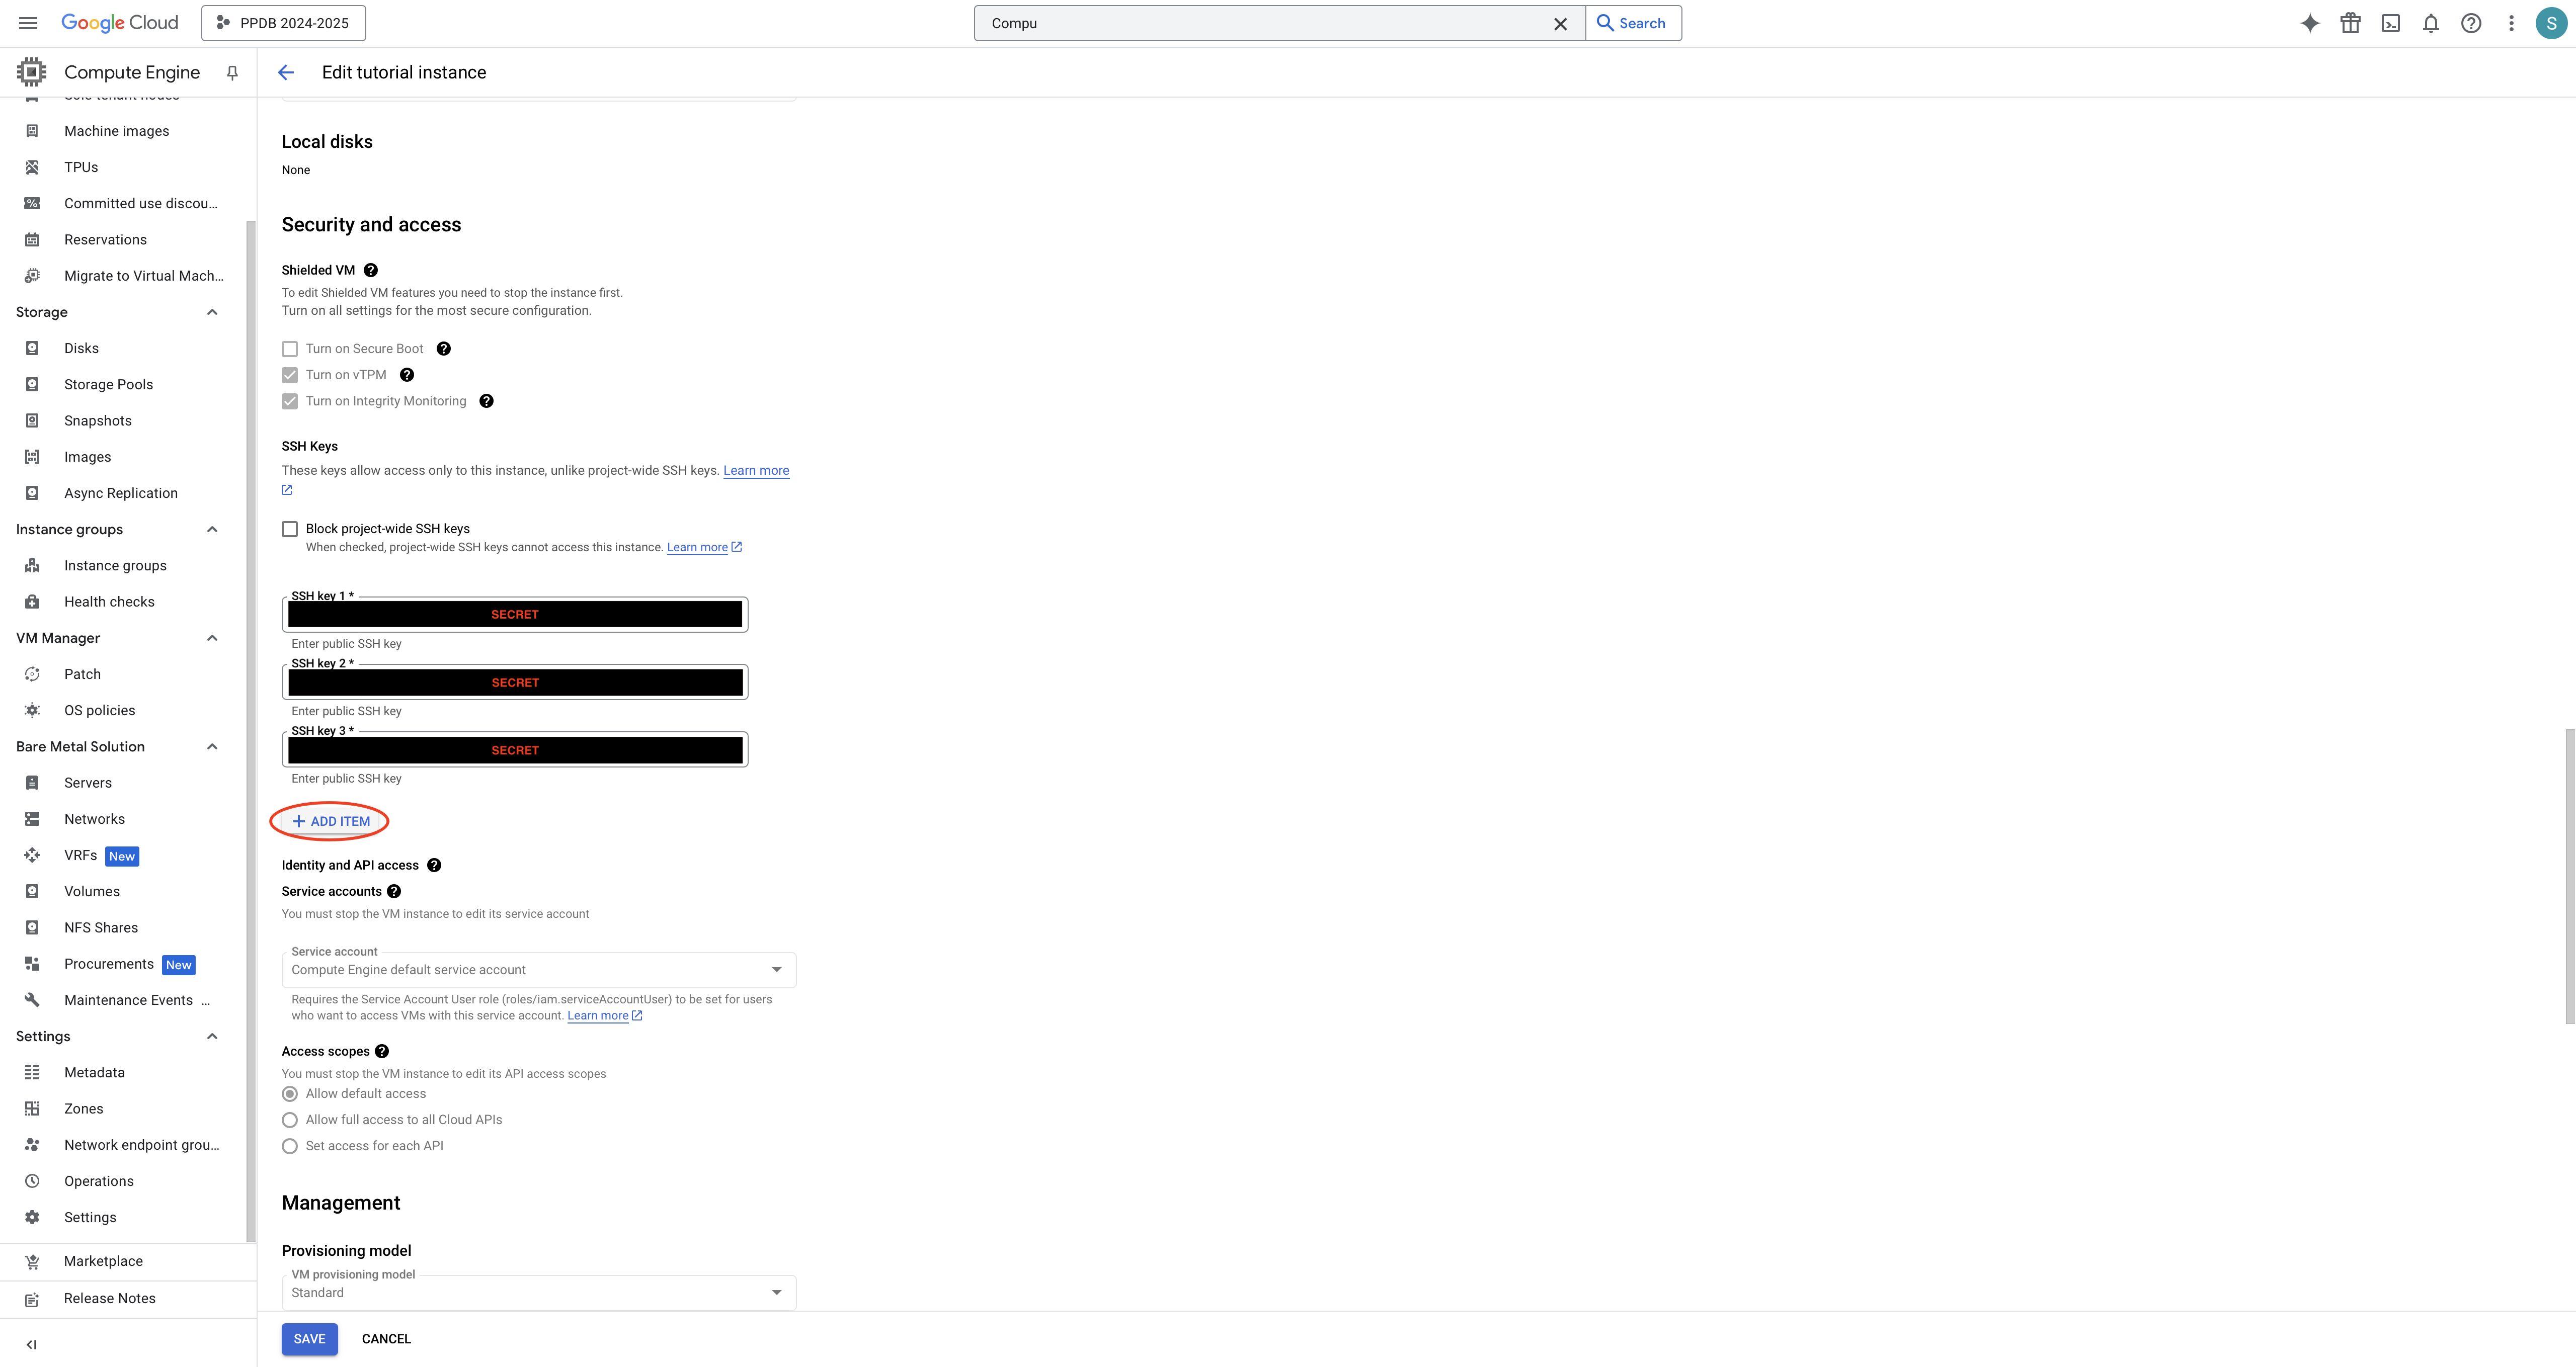 Google Cloud
PPDB 2024-2025
Compu
Search
S
Compute Engine
Edit tutorial instance
Machine images
TPUs
Committed use discou...
Reservations
Migrate to Virtual Mach...
Storage
Disks
Storage Pools
Snapshots
Images
Async Replication
Instance groups
Instance groups
Health checks
VM Manager
Patch
OS policies
Bare Metal Solution
Servers
Networks
VRFs New
Volumes
NFS Shares
Procurements New
Maintenance Events ...
Settings
Metadata
Zones
Network endpoint grou...
Operations
Settings
Marketplace
Release Notes
Local disks
None
Security and access
Shielded VM
To edit Shielded VM features you need to stop the instance first.
Turn on all settings for the most secure configuration.
Turn on Secure Boot
Turn on vTPM
Turn on Integrity Monitoring
SSH Keys
These keys allow access only to this instance, unlike project-wide SSH keys. Learn more
Block project-wide SSH keys
When checked, project-wide SSH keys cannot access this instance. Learn more
SSH key 1 *
SECRET
Enter public SSH key
SSH key 2 *
SECRET
Enter public SSH key
SSH key 3 *
SECRET
Enter public SSH key
+ ADD ITEM
Identity and API access
Service accounts
You must stop the VM instance to edit its service account
Service account
Compute Engine default service account
Requires the Service Account User role (roles/iam.serviceAccountUser) to be set for users
who want to access VMs with this service account. Learn more
Access scopes
You must stop the VM instance to edit its API access scopes
Allow default access
Allow full access to all Cloud APIs
Set access for each API
Management
Provisioning model
VM provisioning model
Standard
SAVE
CANCEL